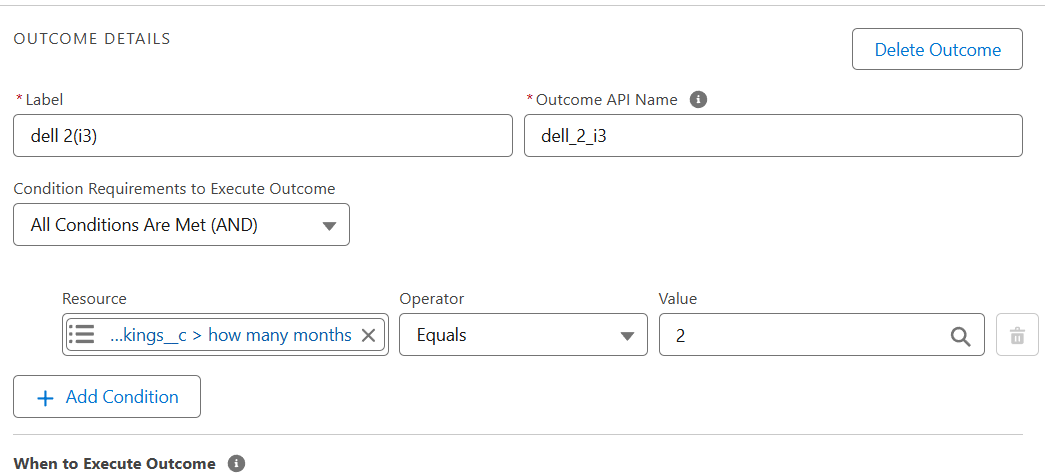 OUTCOME DETAILS
Delete Outcome
*Label
*Outcome API Name
dell 2(i3)
dell_2_i3
Condition Requirements to Execute Outcome
All Conditions Are Met (AND)
Resource Operator Value
...kings__c > how many months Equals 2
+ Add Condition
When to Execute Outcome